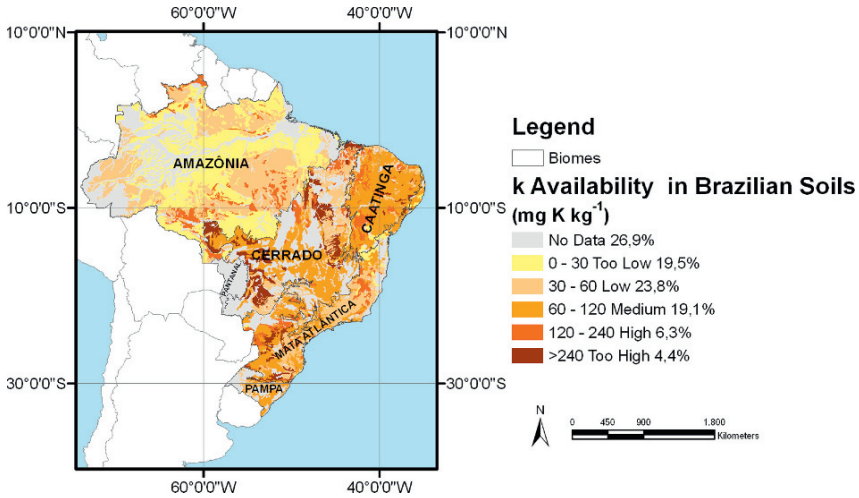 60°0'0"W 40°0'0"W
10°0'0"N 10°0'0"N
AMAZÔNIA
CAATINGA
10°0'0"S 10°0'0"S
CERRADO
PANTANAL
MATA ATLÂNTICA
30°0'0"S 30°0'0"S
PAMPA
60°0'0"W 40°0'0"W
Legend
Biomes
k Availability in Brazilian Soils
(mg K kg-1)
No Data 26,9%
0 - 30 Too Low 19,5%
30 - 60 Low 23,8%
60 - 120 Medium 19,1%
120 - 240 High 6,3%
>240 Too High 4,4%
N
0 450 900 1,800
Kilometers